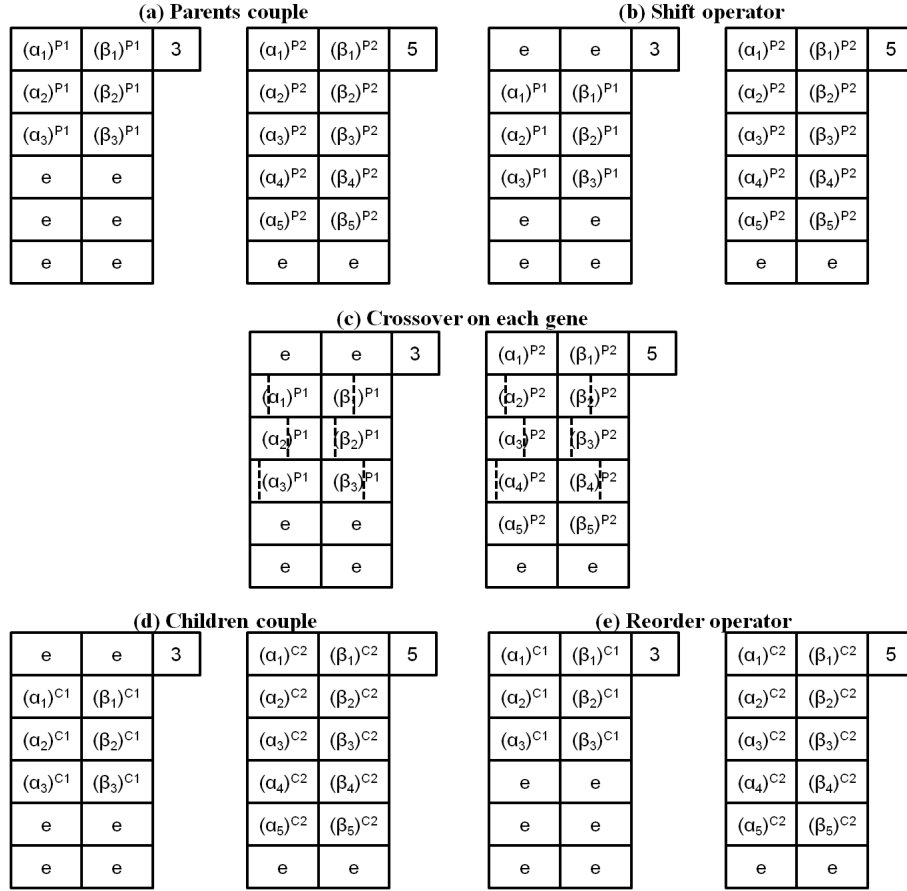 (a) Parents couple (b) Shift operator
(α₁)ᴾ¹ (β₁)ᴾ¹ 3 (α₁)ᴾ² (β₁)ᴾ² 5 e e 3 (α₁)ᴾ² (β₁)ᴾ² 5
(α₂)ᴾ¹ (β₂)ᴾ¹ (α₂)ᴾ² (β₂)ᴾ² (α₁)ᴾ¹ (β₁)ᴾ¹ (α₂)ᴾ² (β₂)ᴾ²
(α₃)ᴾ¹ (β₃)ᴾ¹ (α₃)ᴾ² (β₃)ᴾ² (α₂)ᴾ¹ (β₂)ᴾ¹ (α₃)ᴾ² (β₃)ᴾ²
e e (α₄)ᴾ² (β₄)ᴾ² (α₃)ᴾ¹ (β₃)ᴾ¹ (α₄)ᴾ² (β₄)ᴾ²
e e (α₅)ᴾ² (β₅)ᴾ² e e (α₅)ᴾ² (β₅)ᴾ²
e e e e e e e e
(c) Crossover on each gene
e e 3 (α₁)ᴾ² (β₁)ᴾ² 5
(α₁)ᴾ¹ (β₁)ᴾ¹ (α₂)ᴾ² (β₂)ᴾ²
(α₂)ᴾ¹ (β₂)ᴾ¹ (α₃)ᴾ² (β₃)ᴾ²
(α₃)ᴾ¹ (β₃)ᴾ¹ (α₄)ᴾ² (β₄)ᴾ²
e e (α₅)ᴾ² (β₅)ᴾ²
e e e e
(d) Children couple (e) Reorder operator
e e 3 (α₁)ᶜ² (β₁)ᶜ² 5 (α₁)ᶜ¹ (β₁)ᶜ¹ 3 (α₁)ᶜ² (β₁)ᶜ² 5
(α₁)ᶜ¹ (β₁)ᶜ¹ (α₂)ᶜ² (β₂)ᶜ² (α₂)ᶜ¹ (β₂)ᶜ¹ (α₂)ᶜ² (β₂)ᶜ²
(α₂)ᶜ¹ (β₂)ᶜ¹ (α₃)ᶜ² (β₃)ᶜ² (α₃)ᶜ¹ (β₃)ᶜ¹ (α₃)ᶜ² (β₃)ᶜ²
(α₃)ᶜ¹ (β₃)ᶜ¹ (α₄)ᶜ² (β₄)ᶜ² e e (α₄)ᶜ² (β₄)ᶜ²
e e (α₅)ᶜ² (β₅)ᶜ² e e (α₅)ᶜ² (β₅)ᶜ²
e e e e e e e e